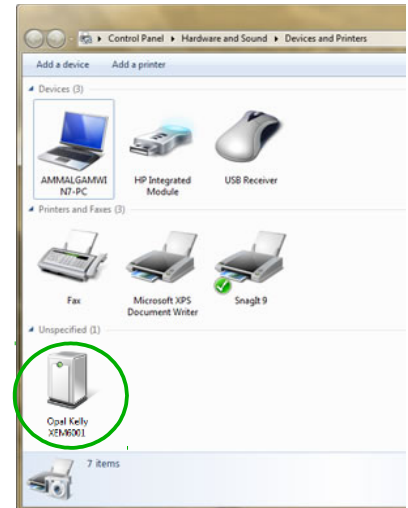 Control Panel ▸ Hardware and Sound ▸ Devices and Printers
Add a device Add a printer
Devices (3)
AMMALGAMWI
N7-PC
HP Integrated
Module
USB Receiver
Printers and Faxes (3)
Fax
Microsoft XPS
Document Writer
SnagIt 9
Unspecified (1)
Opal Kelly
XEM6001
7 items